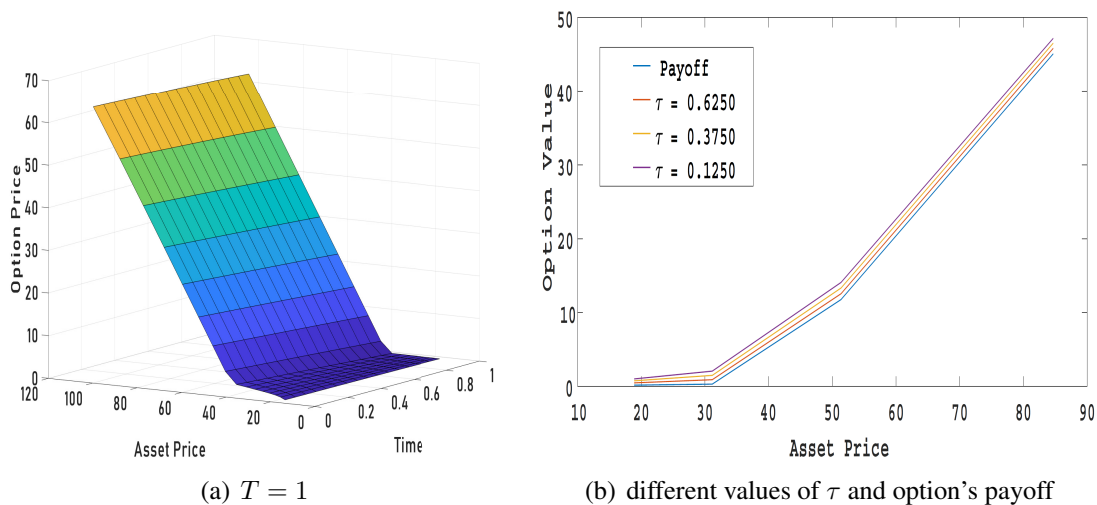 70
60
50
40
30
20
10
0
Option Price
120
100
80
60
40
20
0
Asset Price
0
0.2
0.4
0.6
0.8
1
Time
(a) T = 1
50
40
30
20
10
0
Option Value
Payoff
τ = 0.6250
τ = 0.3750
τ = 0.1250
10 20 30 40 50 60 70 80 90
Asset Price
(b) different values of τ and option's payoff